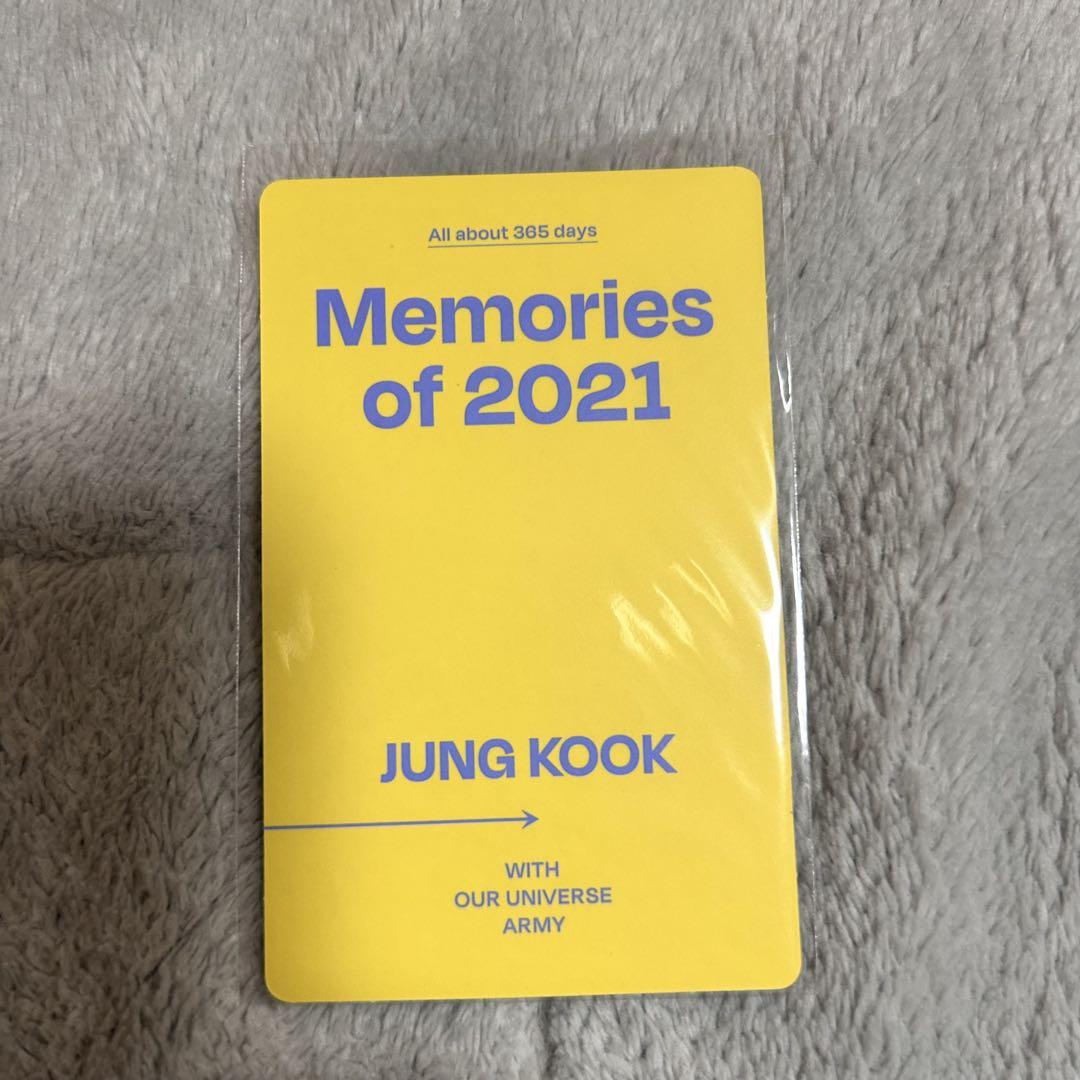 All about 365 days
Memories
of 2021
JUNG KOOK
WITH
OUR UNIVERSE
ARMY